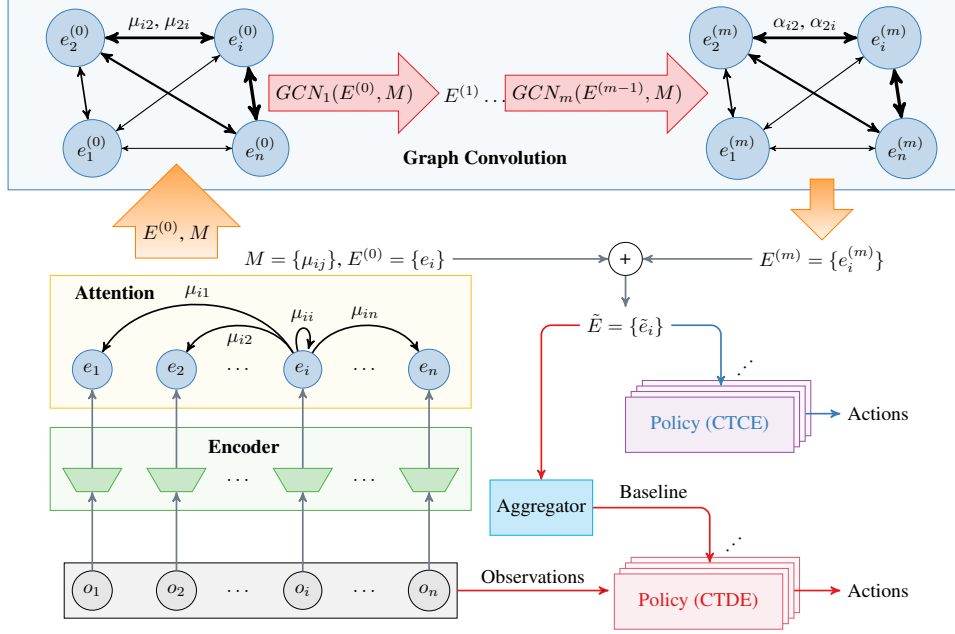 μ_{i2}, μ_{2i}
α_{i2}, α_{2i}
e_2^{(0)} e_i^{(0)}
e_2^{(m)} e_i^{(m)}
GCN_1(E^{(0)}, M) E^{(1)} ... GCN_m(E^{(m−1)}, M)
e_1^{(0)} e_n^{(0)}
e_1^{(m)} e_n^{(m)}
Graph Convolution
E^{(0)}, M
M = {μ_{ij}}, E^{(0)} = {e_i}
+
E^{(m)} = {e_i^{(m)}}
Attention
μ_{i1} μ_{i2} μ_{ii} μ_{in}
e_1 e_2 ... e_i ... e_n
Ẽ = {ẽ_i}
...
Policy (CTCE)
Actions
Encoder
... ...
Aggregator
Baseline
...
o_1 o_2 ... o_i ... o_n
Observations
Policy (CTDE)
Actions